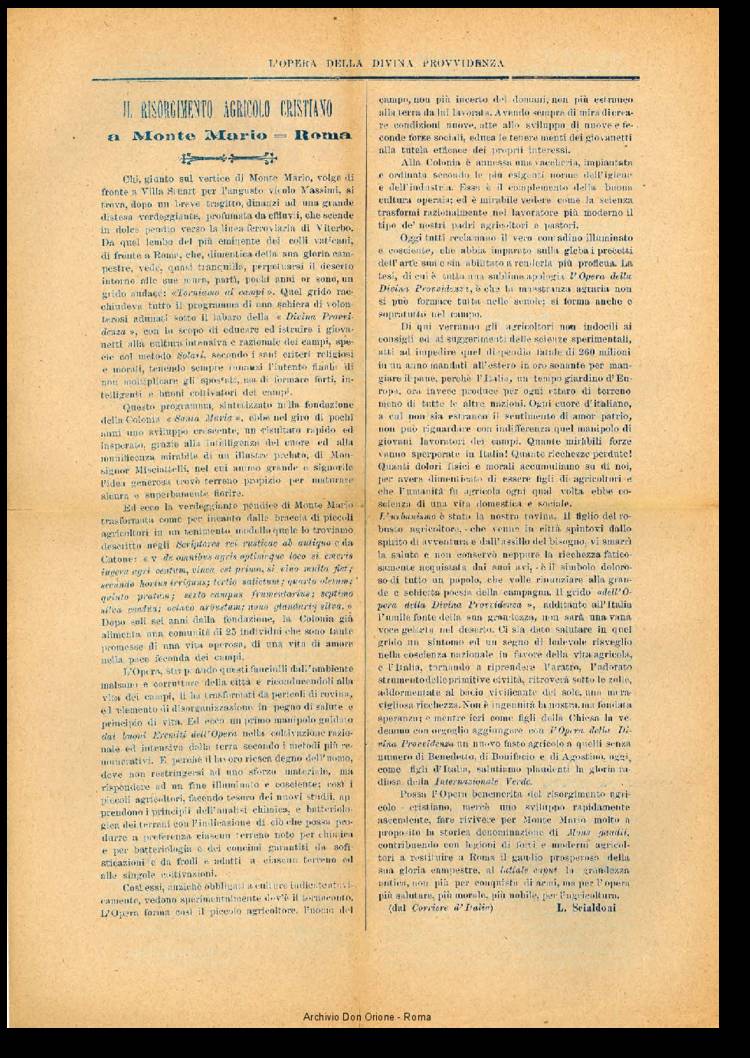 L'OPERA DELLA DIVINA PROVVIDENZA
IL RISORGIMENTO AGRICOLO CRISTIANO
a Monte Mario = Roma
Chi, giunto sul vertice di Monte Mario, volge di
fronte a Villa Stuart per l'angusto vicolo Massimi, si
trova, dopo un breve tragitto, dinanzi ad una grande
distesa verdeggiante, profumata da effluvii, che scende
in dolce pendio verso la linea ferroviaria di Viterbo.
Da quel lembo del più eminente dei colli vaticani,
di fronte a Roma, che, dimentica della sua gloria cam-
pestre, vede, quasi tranquilla, perpetuarsi il deserto
intorno alle sue mura, partì, pochi anni or sono, un
grido audace: «Torniamo ai campi». Quel grido rac-
chiudeva tutto il programma di una schiera di volon-
terosi adunati sotto il labaro della « Divina Provvi-
denza », con lo scopo di educare ed istruire i giova-
netti alla cultura intensiva e razionale dei campi, spe-
cie col metodo Solari, secondo i sani criteri religiosi
e morali, tenendo sempre innanzi l'intento finale di
non moltiplicare gli spostati, ma di formare forti, in-
telligenti e buoni coltivatori dei campi.
Questo programma, sintetizzato nella fondazione
della Colonia « Santa Maria », ebbe nel giro di pochi
anni uno sviluppo crescente, un risultato rapido ed
insperato, grazie alla intelligenza del cuore ed alla
munificenza mirabile di un illustre prelato, di Mon-
signor Misciattelli, nel cui animo grande e signorile
l'idea generosa trovò terreno propizio per maturare
sicura e superbamente fiorire.
Ed ecco la verdeggiante pendice di Monte Mario
trasformata come per incanto dalle braccia di piccoli
agricoltori in un tenimento modello quale lo troviamo
descritto negli Scriptores rei rusticae ab antiquo e da
Catone: « v de omnibus agris optimoque loco si emeris
iugera agri centum, vinea est prima, si vino multo siet;
secundo hortus irriguus; tertio salictum; quarto oletum;
quinto pratum; sexto campus frumentarius; septimo
silva caedua; octavo arbustum; nono glandaria silva. »
Dopo soli sei anni dalla fondazione, la Colonia già
alimenta una comunità di 25 individui che sono tante
promesse di una vita operosa, di una vita di amore
nella pace feconda dei campi.
L'Opera, strappando questi fanciulli dall'ambiente
malsano e corruttore della città e riconducendoli alla
vita dei campi, li ha trasformati da pericoli di rovina,
ed elemento di disorganizzazione in pegno di salute e
principio di vita. Ed ecco un primo manipolo guidato
dai buoni Eremiti dell'Opera nella coltivazione razio-
nale ed intensiva della terra secondo i metodi più re-
munerativi. E perchè il lavoro riesca degno dell'uomo,
deve non restringersi ad uno sforzo materiale, ma
rispondere ad un fine illuminato e cosciente; così i
piccoli agricoltori, facendo tesoro dei nuovi studii, ap-
prendono i principii dell'analisi chimica, e batteriolo-
gica dei terreni con l'indicazione di ciò che possa pro-
durre a preferenza ciascun terreno noto per chimica
e per batteriologia e dei concimi garantiti da sofi-
sticazioni e da frodi e adatti a ciascun terreno ed
alle singole coltivazioni.
Così essi, anzichè obbligati a culture indicate
camente, vedono sperimentalmente dov'è il tornaconto.
L'Opera forma così il piccolo agricoltore, l'uomo del
campo, non più incerto del domani, non più estraneo
alla terra da lui lavorata. Avendo sempre di mira di crea-
re condizioni nuove, atte allo sviluppo di nuove e fe-
conde forze sociali, educa le tenere menti dei giovanetti
alla tutela efficace dei proprii interessi.
Alla Colonia è annessa una vaccheria, impiantata
e ordinata secondo le più esigenti norme dell'igiene
e dell'industria. Essa è il complemento della buona
cultura operaia; ed è mirabile vedere come la scienza
trasformi razionalmente nel lavoratore più moderno il
tipo de' nostri padri agricoltori e pastori.
Oggi tutti reclamano il vero contadino illuminato
e cosciente, che abbia imparato sulla gleba i precetti
dell'arte sua e sia abilitato a renderla più proficua. La
tesi, di cui è tutta una sublime apologia l'Opera della
Divina Provvidenza, è che la maestranza agraria non
si può formare tutta nelle scuole; si forma anche e
sopratutto nel campo.
Di qui verranno gli agricoltori non indocili ai
consigli ed ai suggerimenti delle scienze sperimentali,
atti ad impedire quel dispendio fatale di 260 milioni
in un anno mandati all'estero in oro sonante per man-
giare il pane, perchè l'Italia, un tempo giardino d'Eu-
ropa, ora invece produce per ogni ettaro di terreno
meno di tutte le altre nazioni. Ogni cuore d'italiano,
a cui non sia estraneo il sentimento di amor patrio,
non può riguardare con indifferenza quel manipolo di
giovani lavoratori dei campi. Quante mirabili forze
vanno sperperate in Italia! Quante ricchezze perdute!
Quanti dolori fisici e morali accumuliamo su di noi,
per avere dimenticato di essere figli di agricoltori e
che l'umanità fu agricola ogni qual volta ebbe co-
scienza di una vita domestica e sociale.
L'urbanismo è stato la nostra rovina. Il figlio del ro-
busto agricoltore, che venne in città spintovi dallo
spirito di avventura e dall'assillo del bisogno, vi smarrì
la salute e non conservò neppure la ricchezza fatico-
samente acquistata dai suoi avi, - è il simbolo doloro-
so di tutto un popolo, che volle rinunziare alla gran-
de e schietta poesia della campagna. Il grido «dell'O-
pera della Divina Provvidenza », additante all'Italia
l'umile fonte della sua grandezza, non sarà una vana
voce gelata nel deserto. Ci sia dato salutare in quel
grido un sintomo ed un segno di lodevole risveglio
nella coscienza nazionale in favore della vita agricola,
e l'Italia, tornando a riprendere l'aratro, l'adorato
strumento delle primitive civiltà, ritroverà sotto le zolle,
addormentate al bacio vivificante del sole, una mera-
vigliosa ricchezza. Non è ingenuità la nostra, ma fondata
speranza; e mentre ieri come figli della Chiesa la ve-
demmo con orgoglio aggiungere con l'Opera della Di-
vina Provvidenza un nuovo fasto agricolo a quelli senza
numero di Benedetto, di Bonifacio e di Agostino, oggi,
come figli d'Italia, salutiamo plaudenti la gloria ra-
diosa della Internazionale Verde.
Possa l'Opera benemerita del risorgimento agri-
colo - cristiano, mercè uno sviluppo rapidamente
ascendente, fare rivivere per Monte Mario molto a
proposito la storica denominazione di Mons gaudii,
contribuendo con legioni di forti e moderni agricol-
tori a restituire a Roma il gaudio prosperoso della
sua gloria campestre, al caput la grandezza
antica, non più per conquista di armi, ma per l'opera
più salutare, più morale, più nobile, per l'agricoltura.
(dal Corriere d'Italia) L. Scialdoni
Archivio Don Orione - Roma